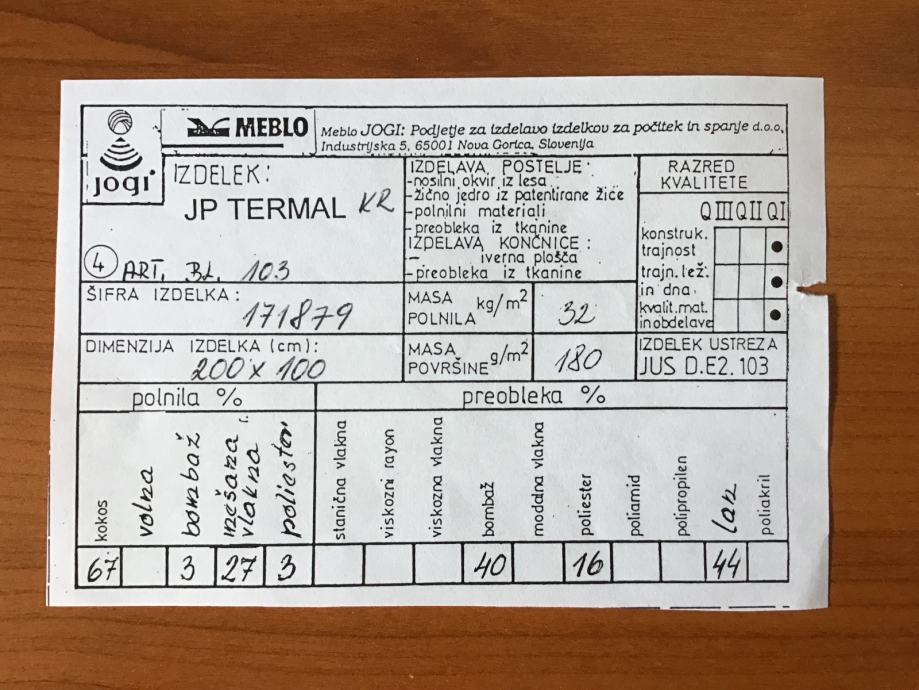 MEBLO
Meblo JOGI: Podjetje za izdelavo izdelkov za počitek in spanje d.o.o,
Industrijska 5, 65001 Nova Gorica, Slovenija
jogi
IZDELEK:
JP TERMAL KR
4 ART. BL. 103
IZDELAVA POSTELJE:
-nosilni okvir iz lesa
-žično jedro iz patentirane žice
-polnilni materiali
-preobleka iz tkanine
IZDELAVA KONČNICE:
- iverna plošča
-preobleka iz tkanine
RAZRED
KVALITETE
QIII QII QI
konstruk.
trajnost
trajn. lež.
in dna
kvalit. mat.
in obdelave
ŠIFRA IZDELKA:
171879
MASA
POLNILA kg/m²
32
DIMENZIJA IZDELKA (cm):
200 x 100
MASA
POVRŠINE g/m²
180
IZDELEK USTREZA
JUS D.E2.103
polnila %
preobleka %
kokos
volna
bombaž
mešana
vlakna
poliester
stanična vlakna
viskozni rayon
viskozna vlakna
bombaž
modalna vlakna
poliester
poliamid
polipropilen
lan
poliakril
67 3 27 3 40 16 44